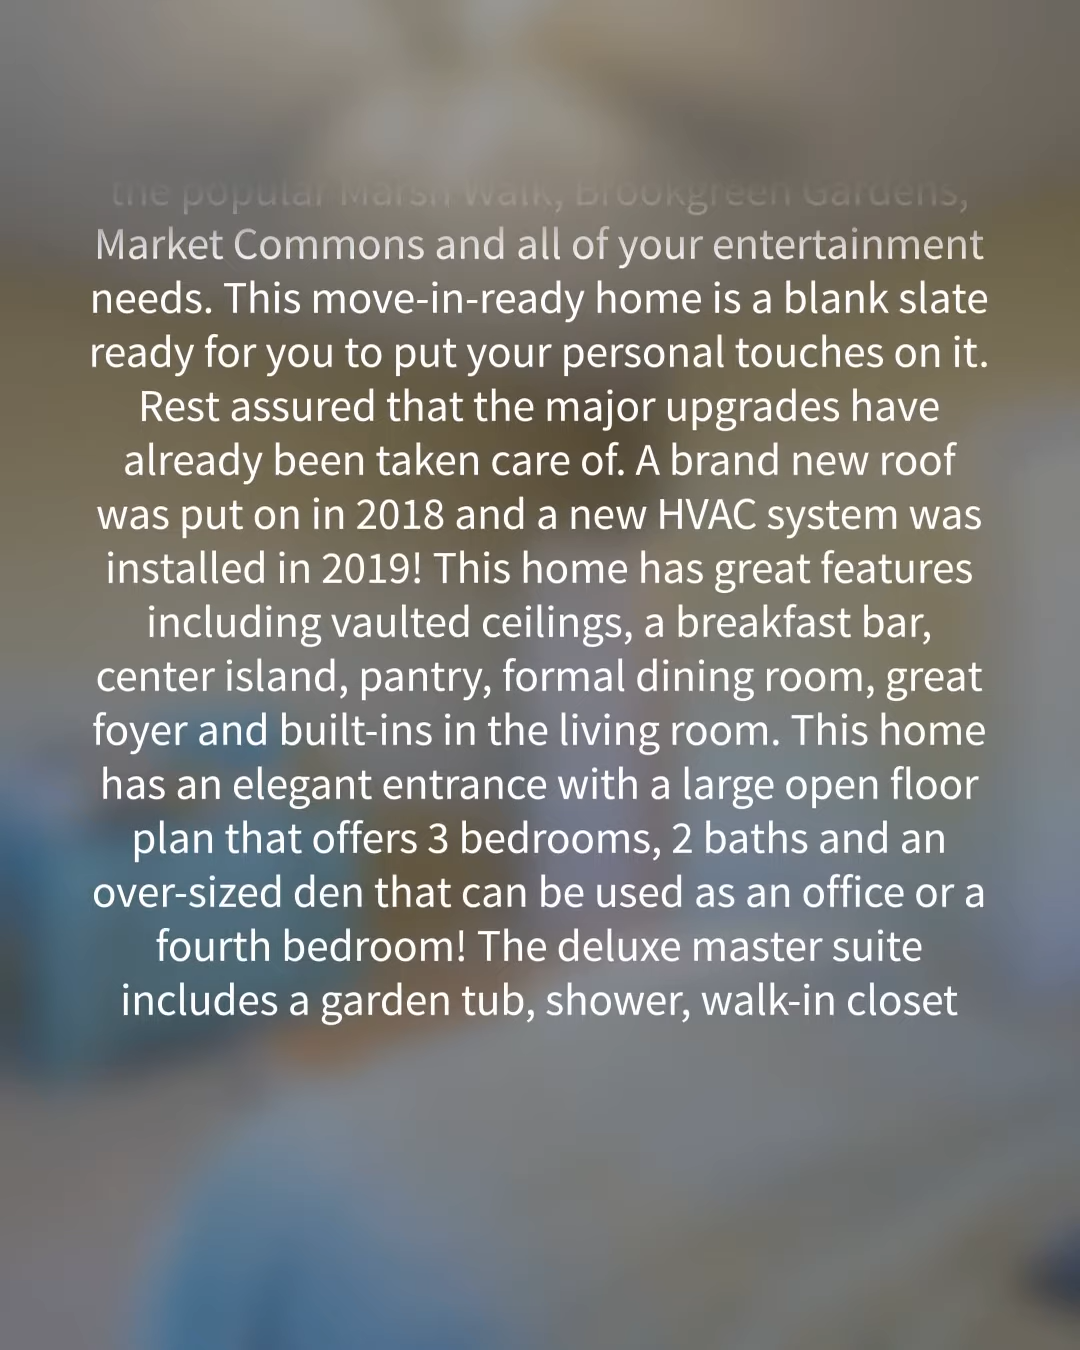 the popular Marsh Walk, Brookgreen Gardens,
Market Commons and all of your entertainment
needs. This move-in-ready home is a blank slate
ready for you to put your personal touches on it.
Rest assured that the major upgrades have
already been taken care of. A brand new roof
was put on in 2018 and a new HVAC system was
installed in 2019! This home has great features
including vaulted ceilings, a breakfast bar,
center island, pantry, formal dining room, great
foyer and built-ins in the living room. This home
has an elegant entrance with a large open floor
plan that offers 3 bedrooms, 2 baths and an
over-sized den that can be used as an office or a
fourth bedroom! The deluxe master suite
includes a garden tub, shower, walk-in closet